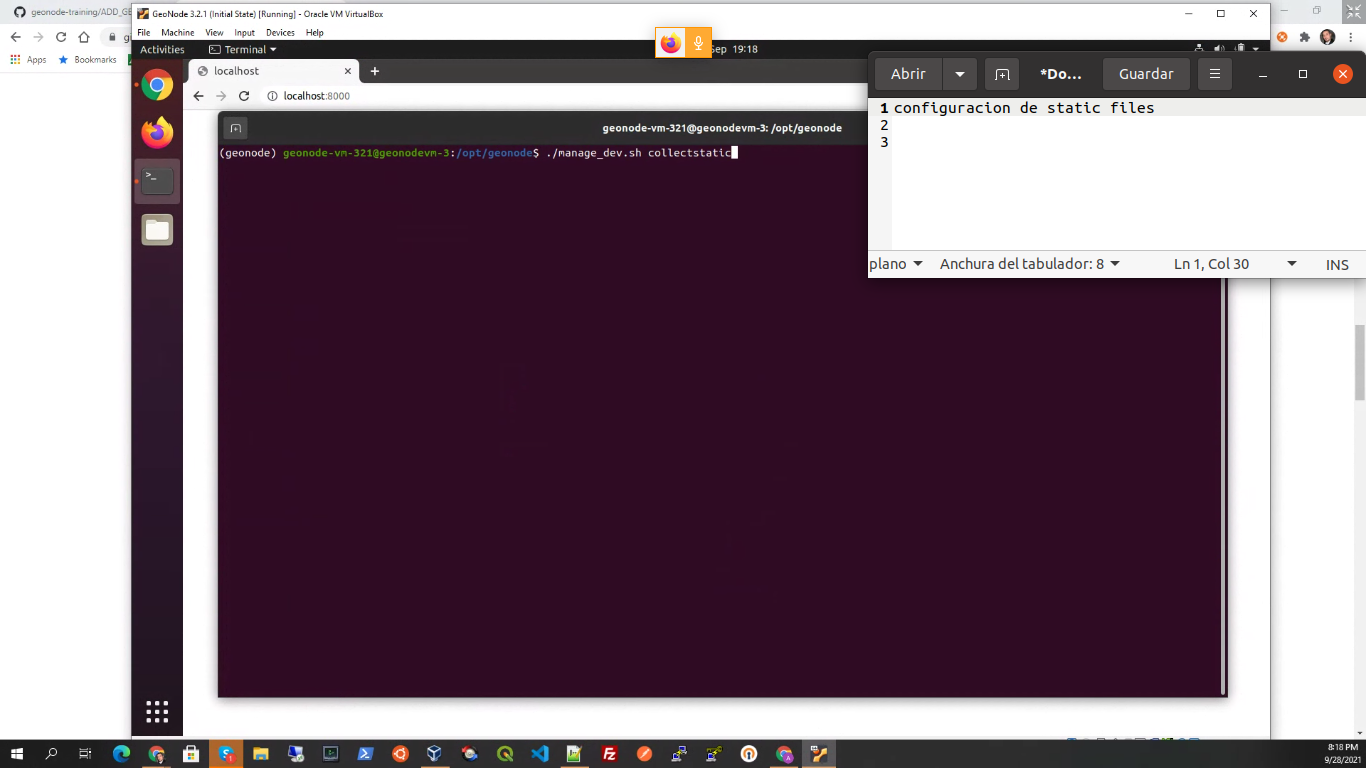 geonode-training/ADD_GE
GeoNode 3.2.1 (Initial State) [Running] - Oracle VM VirtualBox
File Machine View Input Devices Help
Apps Bookmarks
Activities Terminal Sep 19:18
localhost
localhost:8000
geonode-vm-321@geonodevm-3: /opt/geonode
(geonode) geonode-vm-321@geonodevm-3:/opt/geonode$ ./manage_dev.sh collectstatic
Abrir *Do... Guardar
1 configuracion de static files
2
3
plano Anchura del tabulador: 8 Ln 1, Col 30 INS
8:18 PM
9/28/2021